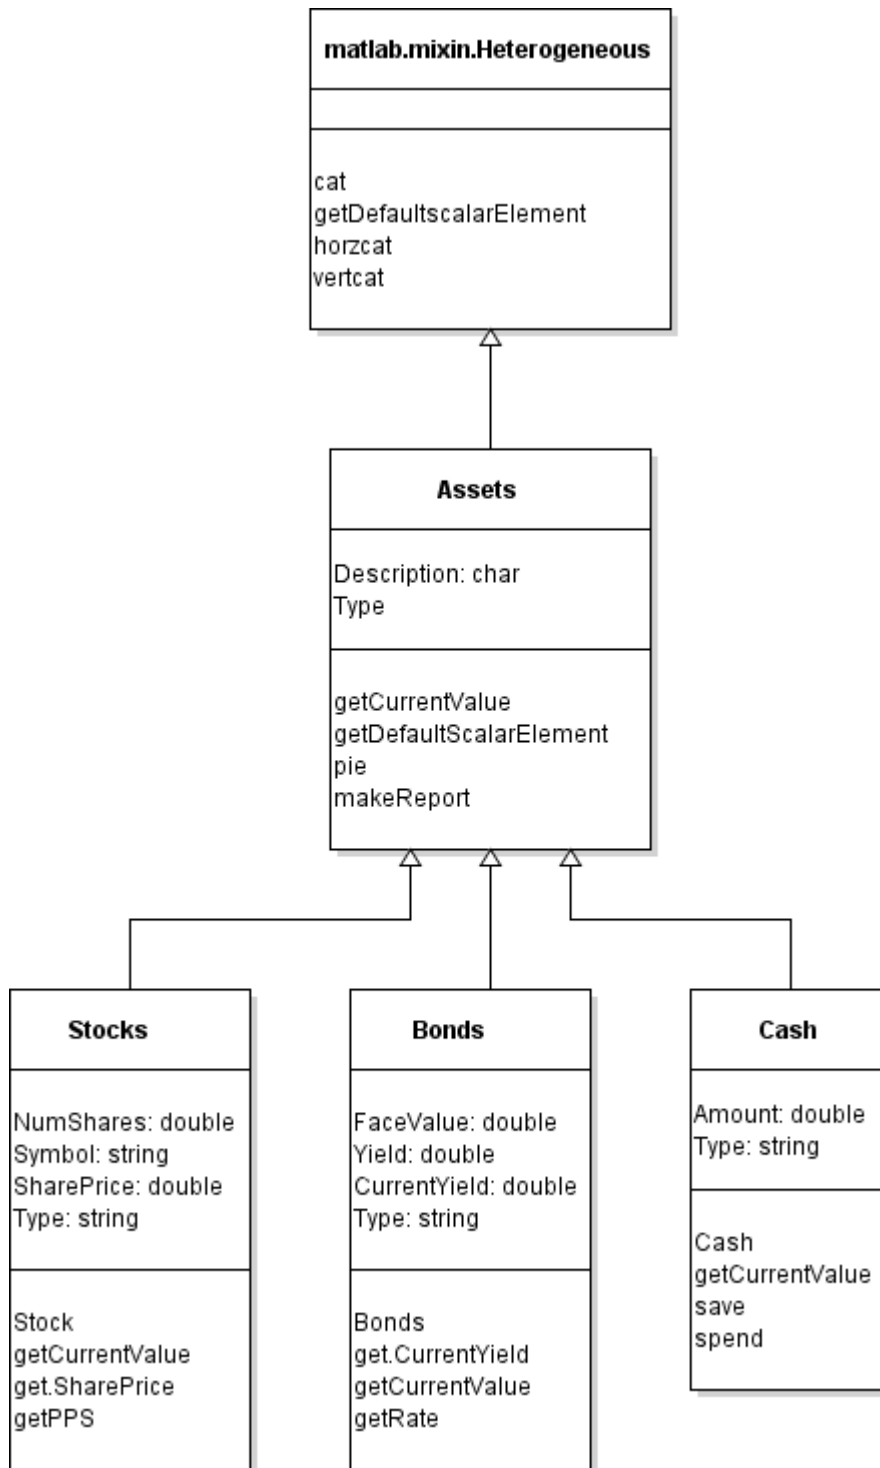 matlab.mixin.Heterogeneous
cat
getDefaultscalarElement
horzcat
vertcat
Assets
Description: char
Type
getCurrentValue
getDefaultScalarElement
pie
makeReport
Stocks
NumShares: double
Symbol: string
SharePrice: double
Type: string
Stock
getCurrentValue
get.SharePrice
getPPS
Bonds
FaceValue: double
Yield: double
CurrentYield: double
Type: string
Bonds
get.CurrentYield
getCurrentValue
getRate
Cash
Amount: double
Type: string
Cash
getCurrentValue
save
spend